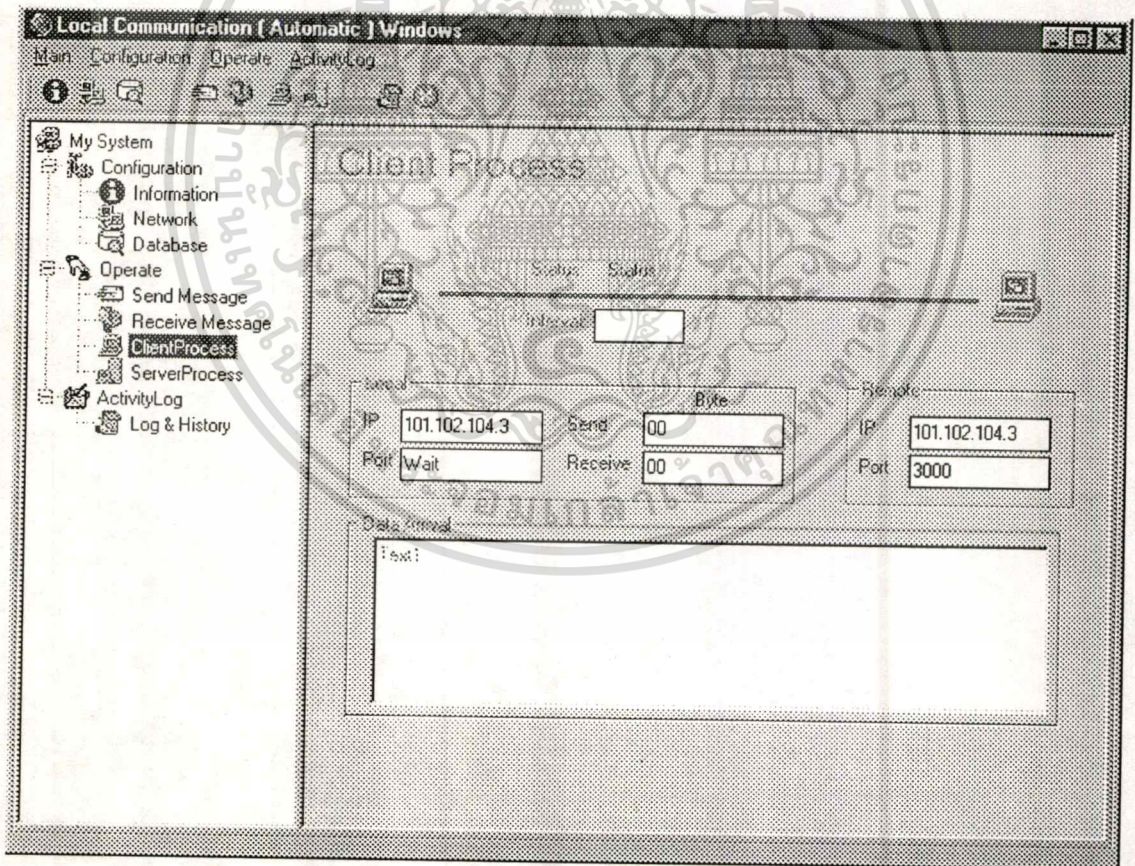 Local Communication ( Automatic ) Windows
Main Configuration Operate ActivityLog
My System
Configuration
Information
Network
Database
Operate
Send Message
Receive Message
ClientProcess
ServerProcess
ActivityLog
Log & History
Client Process
Status Status
Interval
Local
Byte
IP 101.102.104.3 Send 00
Port Wait Receive 00
Remote
IP 101.102.104.3
Port 3000
Data Arrival
Text1